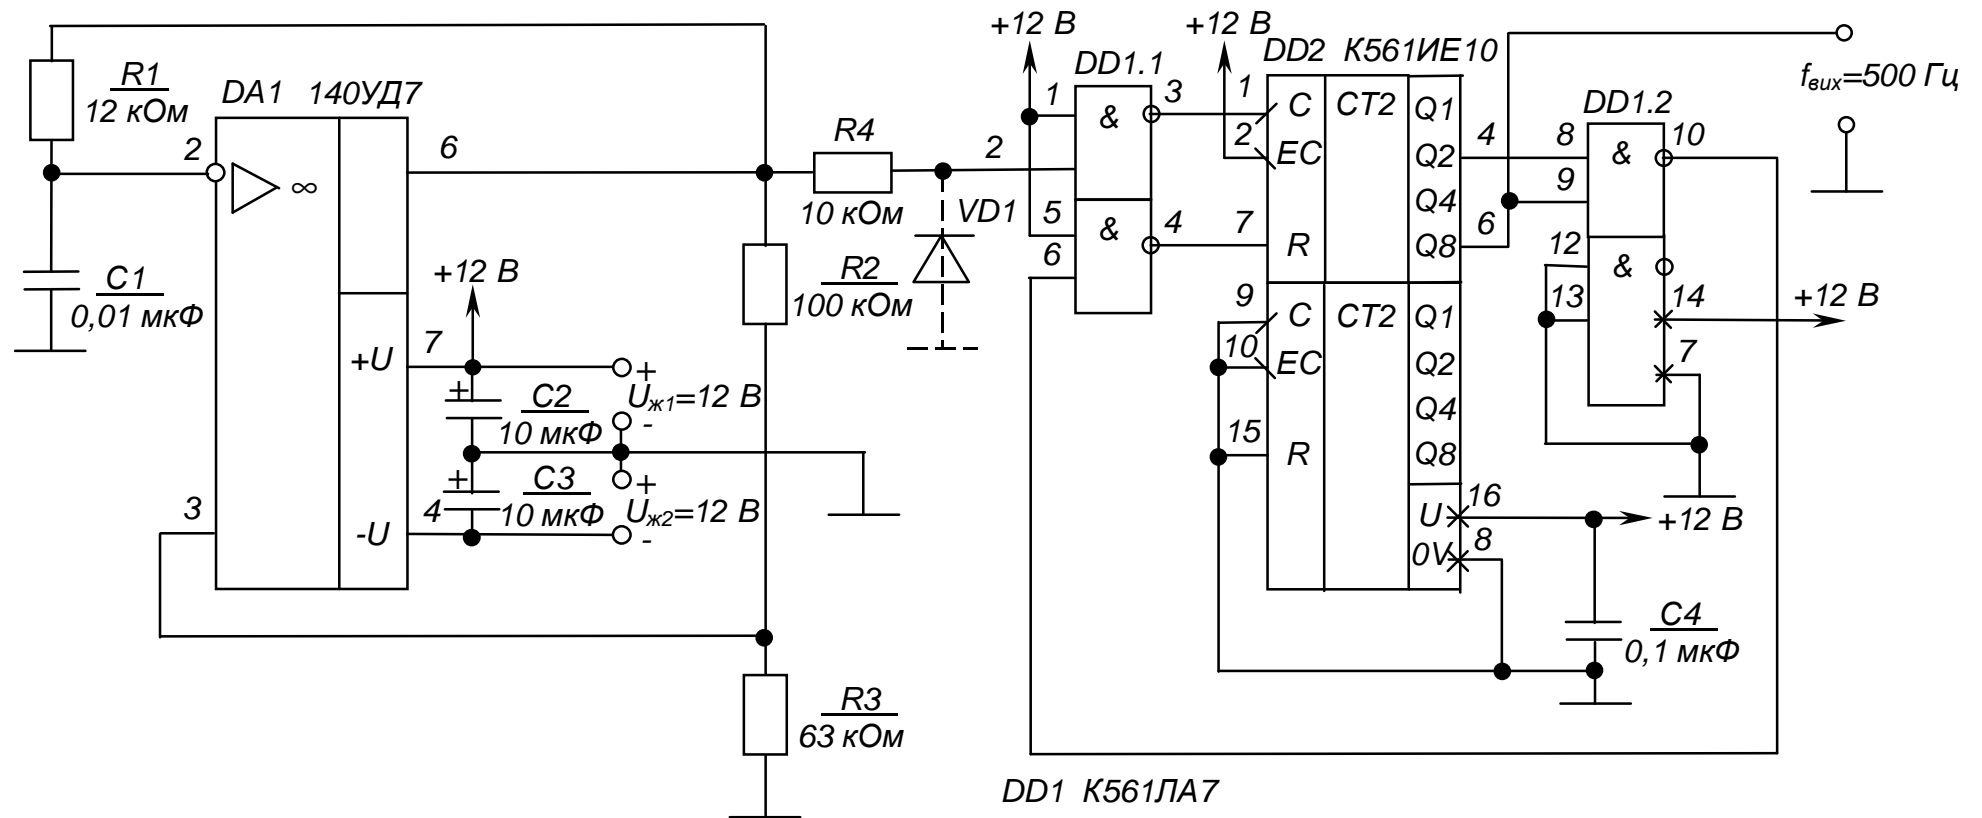 R1
12 кОм
C1
0,01 мкФ
DA1 140УД7
2
∞
6
+12 В
7
+U
+
C2
10 мкФ
+
Uж1=12 В
-
+
C3
10 мкФ
+
Uж2=12 В
-
3
4
-U
R4
10 кОм
R2
100 кОм
VD1
R3
63 кОм
+12 В
DD1.1
1
2
&
3
5
6
&
4
+12 В
DD2 К561ИЕ10
1
C
CT2
Q1
2
EC
Q2
4
Q4
7
R
Q8
6
9
C
CT2
Q1
10
EC
Q2
Q4
15
R
Q8
U
16
+12 В
0V
8
C4
0,1 мкФ
DD1.2
8
&
10
9
12
&
13
14
+12 В
7
fвих=500 Гц
DD1 К561ЛА7